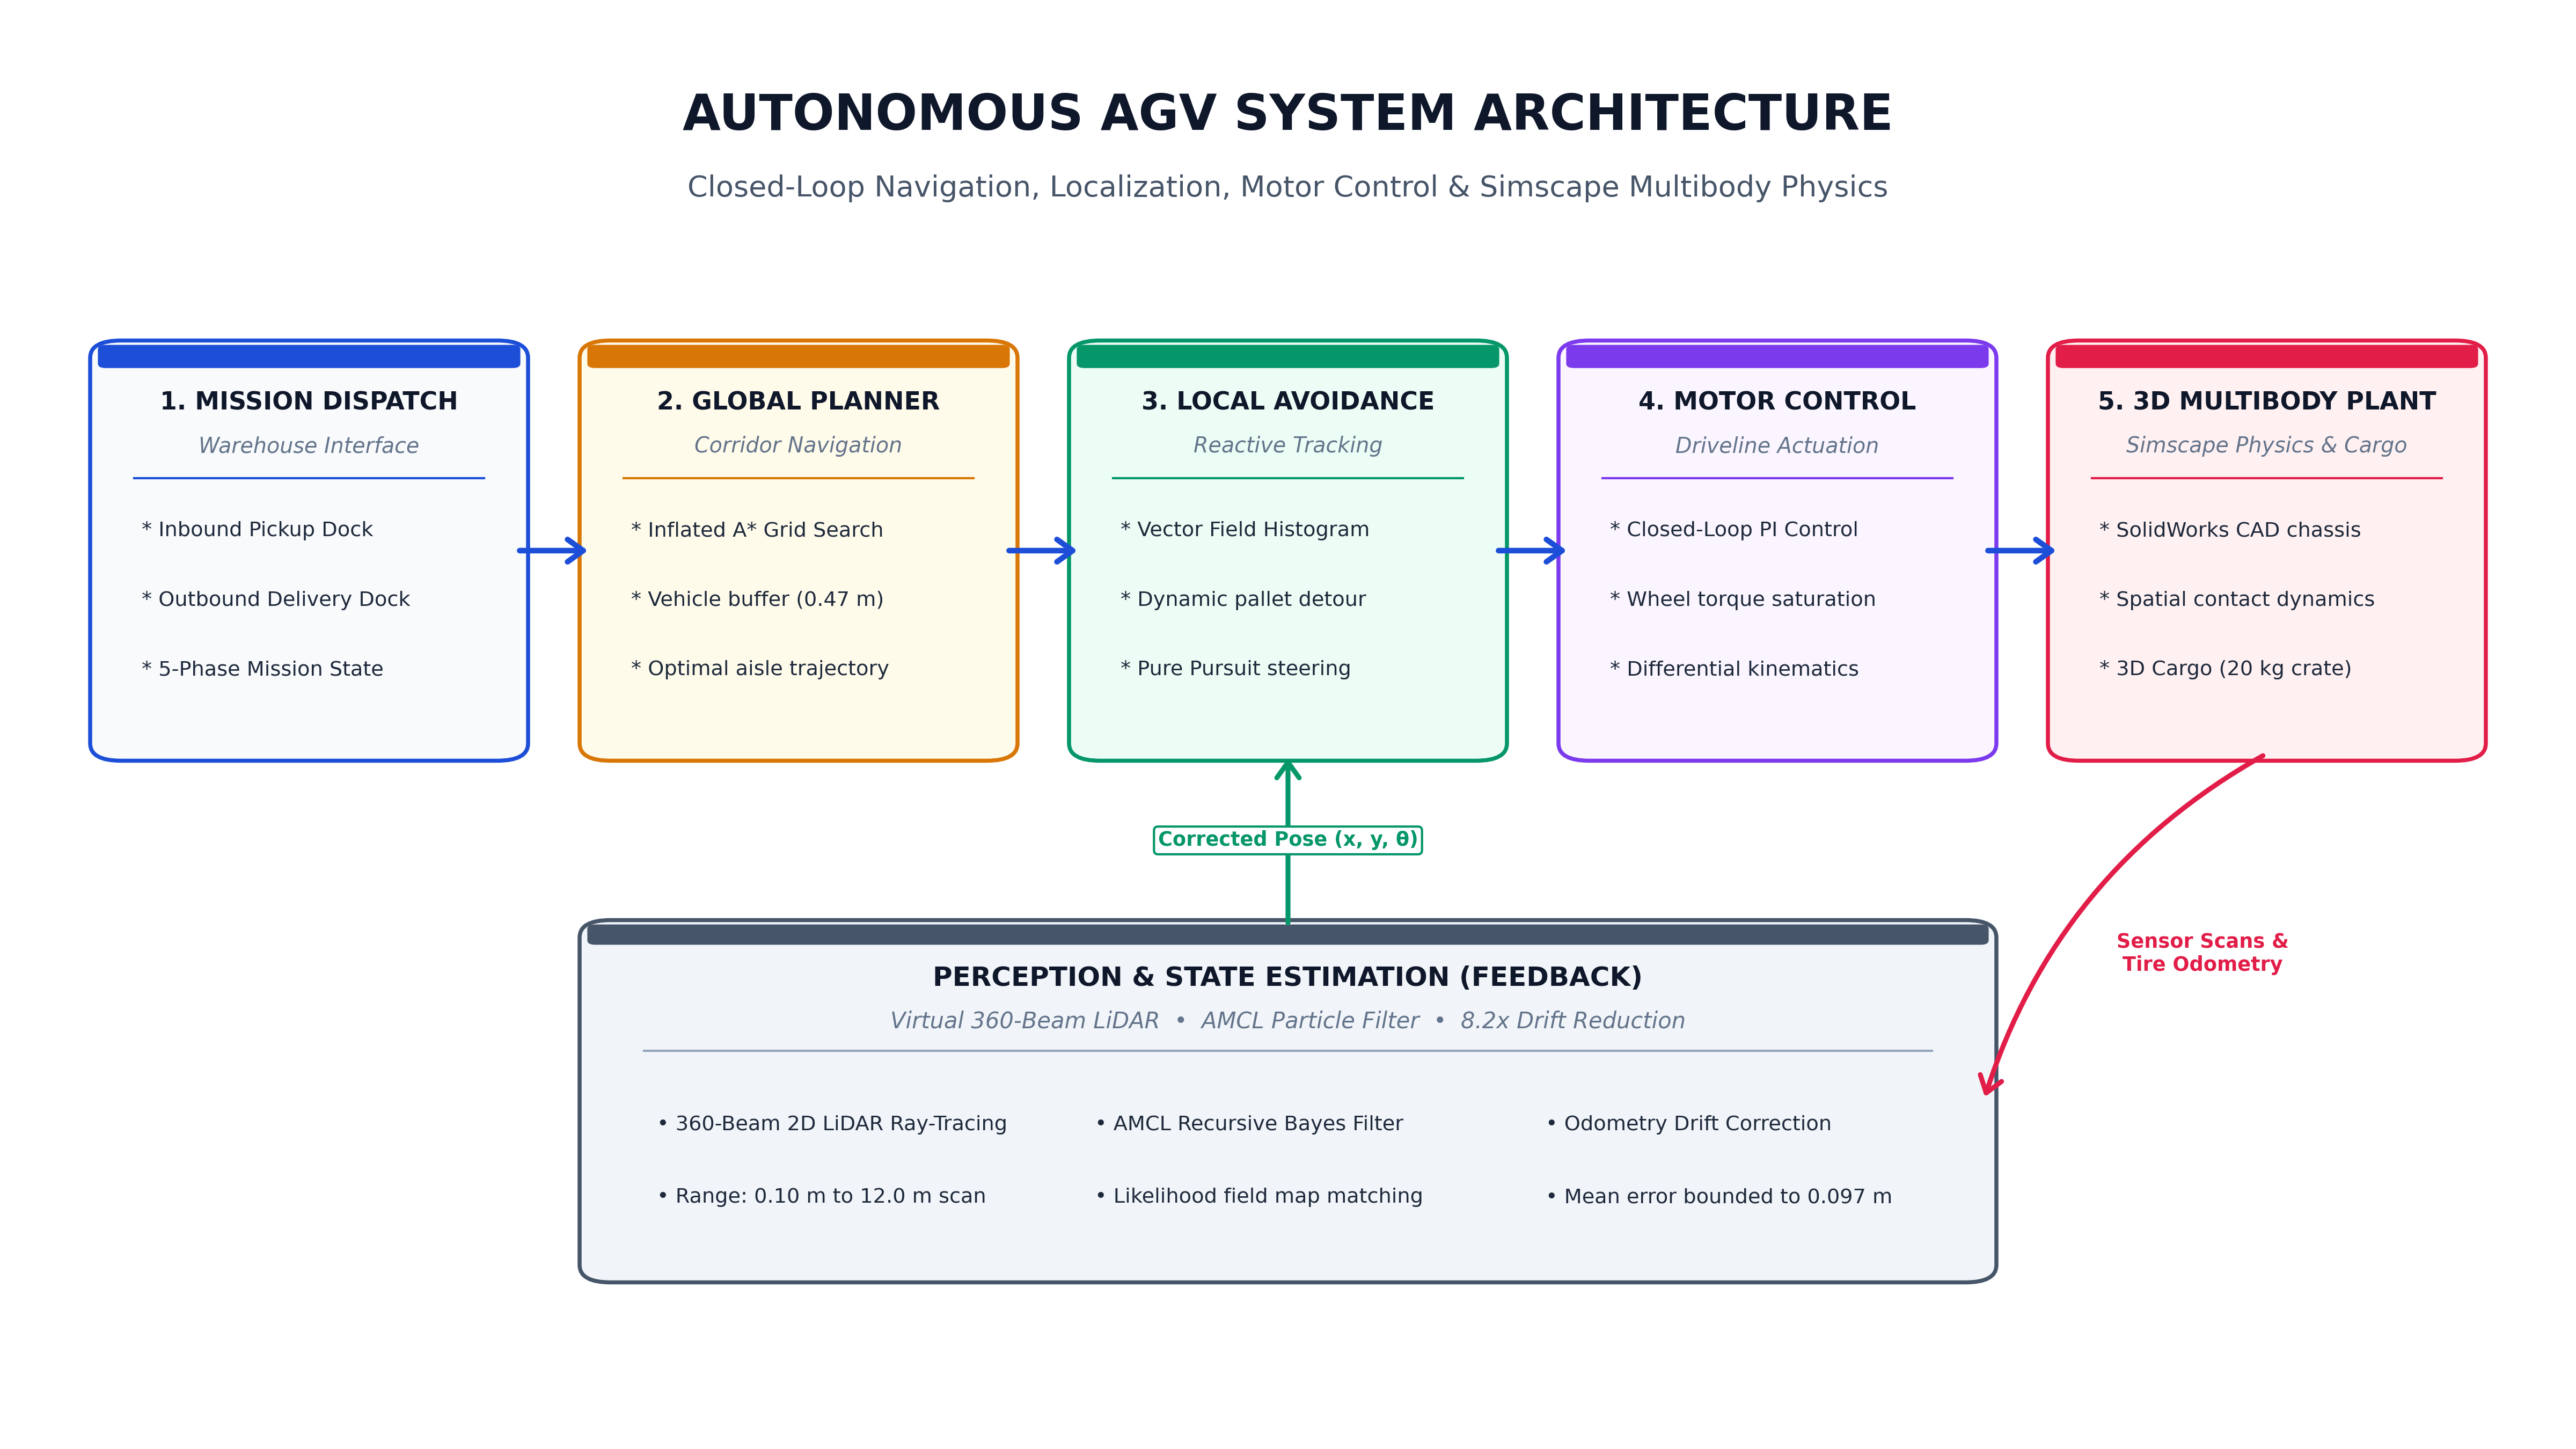 AUTONOMOUS AGV SYSTEM ARCHITECTURE
Closed-Loop Navigation, Localization, Motor Control & Simscape Multibody Physics
1. MISSION DISPATCH
Warehouse Interface
* Inbound Pickup Dock
* Outbound Delivery Dock
* 5-Phase Mission State
2. GLOBAL PLANNER
Corridor Navigation
* Inflated A* Grid Search
* Vehicle buffer (0.47 m)
* Optimal aisle trajectory
3. LOCAL AVOIDANCE
Reactive Tracking
* Vector Field Histogram
* Dynamic pallet detour
* Pure Pursuit steering
4. MOTOR CONTROL
Driveline Actuation
* Closed-Loop PI Control
* Wheel torque saturation
* Differential kinematics
5. 3D MULTIBODY PLANT
Simscape Physics & Cargo
* SolidWorks CAD chassis
* Spatial contact dynamics
* 3D Cargo (20 kg crate)
Corrected Pose (x, y, θ)
Sensor Scans &
Tire Odometry
PERCEPTION & STATE ESTIMATION (FEEDBACK)
Virtual 360-Beam LiDAR • AMCL Particle Filter • 8.2x Drift Reduction
• 360-Beam 2D LiDAR Ray-Tracing
• Range: 0.10 m to 12.0 m scan
• AMCL Recursive Bayes Filter
• Likelihood field map matching
• Odometry Drift Correction
• Mean error bounded to 0.097 m